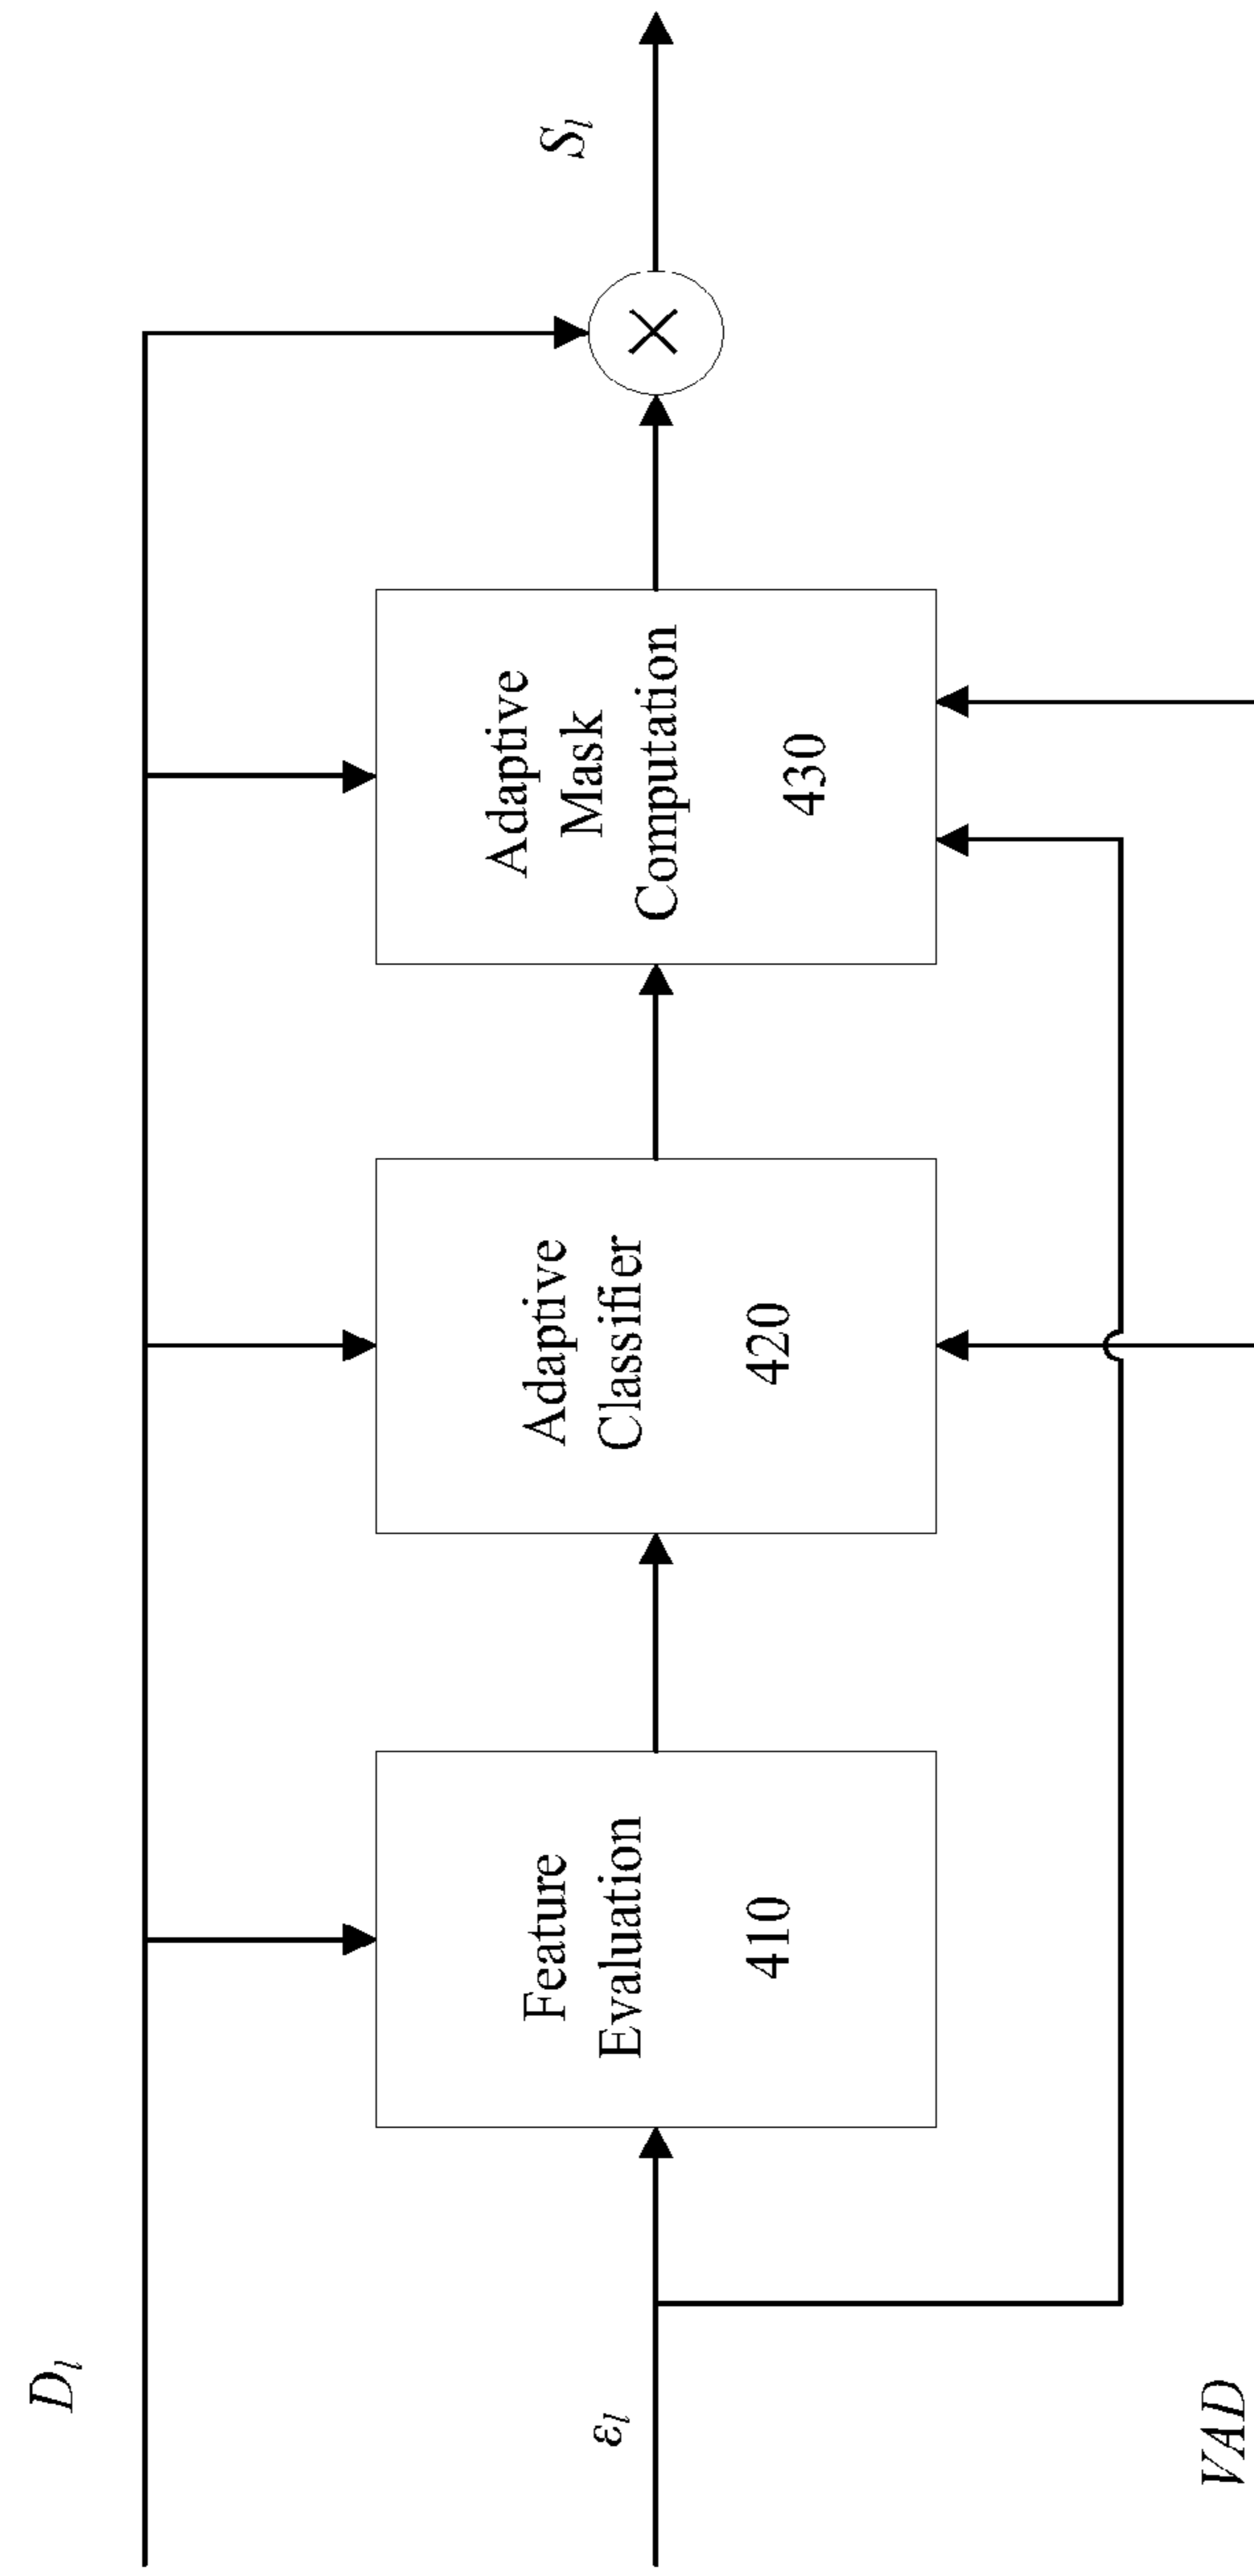 D_l
ε_l
VAD
Feature
Evaluation
410
Adaptive
Classifier
420
Adaptive
Mask
Computation
430
×
S_l